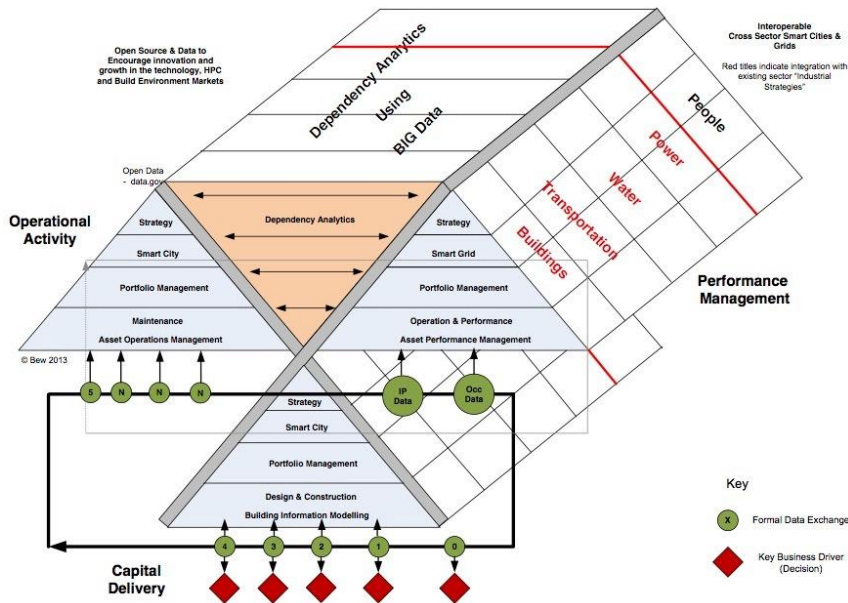 Open Source & Data to
Encourage innovation and
growth in the technology, HPC
and Build Environment Markets
Interoperable
Cross Sector Smart Cities &
Grids
Red titles indicate integration with
existing sector "Industrial
Strategies"
Dependency Analytics
Using
BIG Data
People
Power
Water
Transportation
Buildings
Open Data
- data.gov
Operational
Activity
Strategy
Smart City
Portfolio Management
Maintenance
Asset Operations Management
Dependency Analytics
Strategy
Smart Grid
Portfolio Management
Operation & Performance
Asset Performance Management
Performance
Management
© Bew 2013
5
N
N
N
IP
Data
Occ
Data
Strategy
Smart City
Portfolio Management
Design & Construction
Building Information Modelling
4
3
2
1
0
Capital
Delivery
Key
X
Formal Data Exchange
Key Business Driver
(Decision)